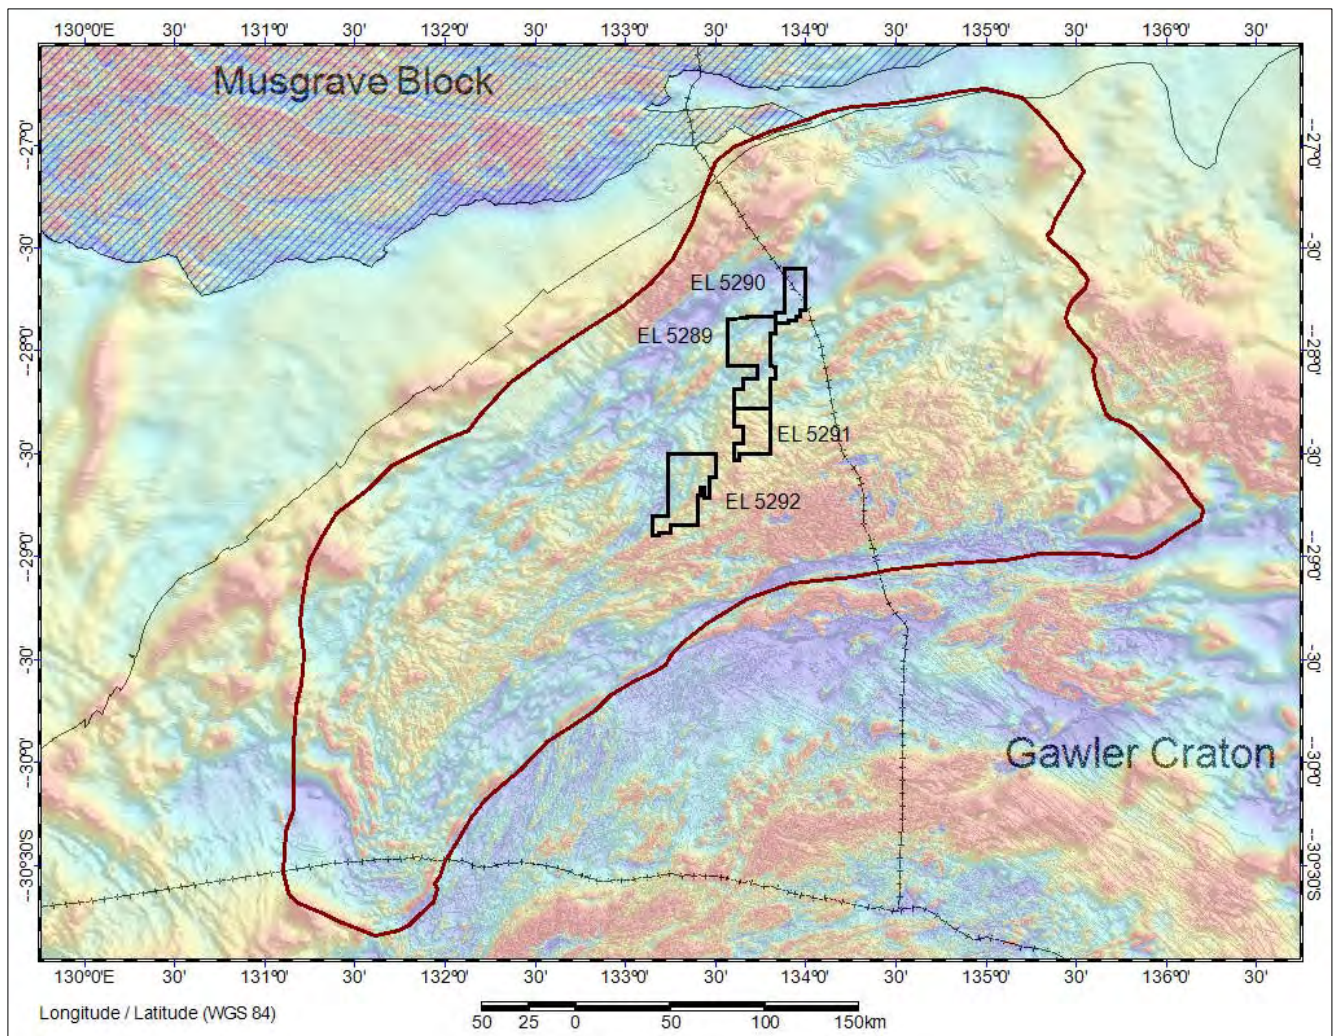 130°0'E 30' 131°0' 30' 132°0' 30' 133°0' 30' 134°0' 30' 135°0' 30' 136°0' 30'
Musgrave Block
--27°0' --27°0'
--30' --30'
EL 5290
EL 5289
--28°0' --28°0'
EL 5291
--30' --30'
EL 5292
--29°0' --29°0'
--30' --30'
Gawler Craton
--30°0' --30°0'
--30°30'S --30°30'S
130°0'E 30' 131°0' 30' 132°0' 30' 133°0' 30' 134°0' 30' 135°0' 30' 136°0' 30'
Longitude / Latitude (WGS 84)
50 25 0 50 100 150km